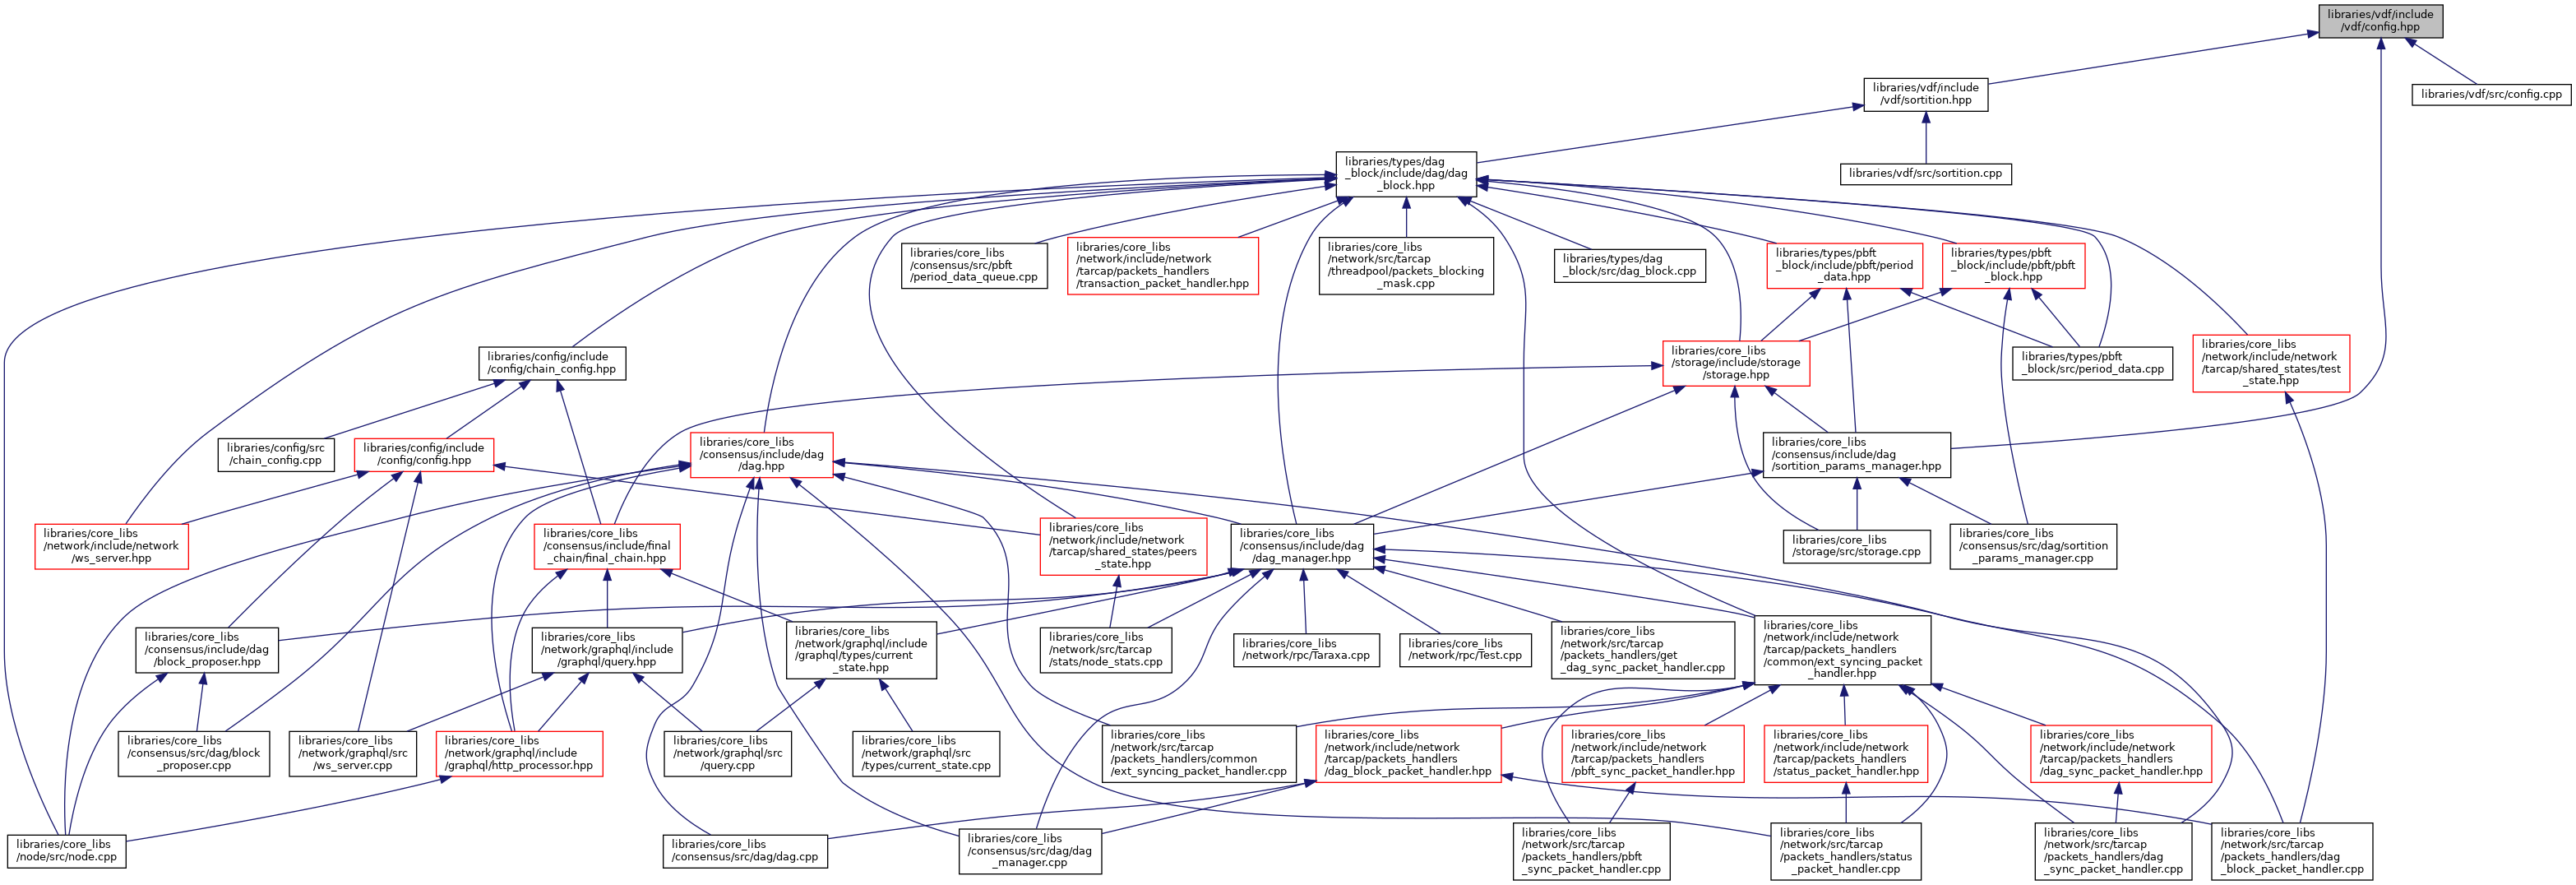 libraries/vdf/include
/vdf/config.hpp
libraries/vdf/include
/vdf/sortition.hpp
libraries/vdf/src/config.cpp
libraries/types/dag
_block/include/dag/dag
_block.hpp
libraries/vdf/src/sortition.cpp
libraries/core_libs
/consensus/src/pbft
/period_data_queue.cpp
libraries/core_libs
/network/include/network
/tarcap/packets_handlers
/transaction_packet_handler.hpp
libraries/core_libs
/network/src/tarcap
/threadpool/packets_blocking
_mask.cpp
libraries/types/dag
_block/src/dag_block.cpp
libraries/types/pbft
_block/include/pbft/period
_data.hpp
libraries/types/pbft
_block/include/pbft/pbft
_block.hpp
libraries/config/include
/config/chain_config.hpp
libraries/core_libs
/storage/include/storage
/storage.hpp
libraries/types/pbft
_block/src/period_data.cpp
libraries/core_libs
/network/include/network
/tarcap/shared_states/test
_state.hpp
libraries/config/src
/chain_config.cpp
libraries/config/include
/config/config.hpp
libraries/core_libs
/consensus/include/dag
/dag.hpp
libraries/core_libs
/consensus/include/dag
/sortition_params_manager.hpp
libraries/core_libs
/network/include/network
/ws_server.hpp
libraries/core_libs
/consensus/include/final
_chain/final_chain.hpp
libraries/core_libs
/network/include/network
/tarcap/shared_states/peers
_state.hpp
libraries/core_libs
/consensus/include/dag
/dag_manager.hpp
libraries/core_libs
/storage/src/storage.cpp
libraries/core_libs
/consensus/src/dag/sortition
_params_manager.cpp
libraries/core_libs
/consensus/include/dag
/block_proposer.hpp
libraries/core_libs
/network/graphql/include
/graphql/query.hpp
libraries/core_libs
/network/graphql/include
/graphql/types/current
_state.hpp
libraries/core_libs
/network/src/tarcap
/stats/node_stats.cpp
libraries/core_libs
/network/rpc/Taraxa.cpp
libraries/core_libs
/network/rpc/Test.cpp
libraries/core_libs
/network/src/tarcap
/packets_handlers/get
_dag_sync_packet_handler.cpp
libraries/core_libs
/network/include/network
/tarcap/packets_handlers
/common/ext_syncing_packet
_handler.hpp
libraries/core_libs
/consensus/src/dag/block
_proposer.cpp
libraries/core_libs
/network/graphql/src
/ws_server.cpp
libraries/core_libs
/network/graphql/include
/graphql/http_processor.hpp
libraries/core_libs
/network/graphql/src
/query.cpp
libraries/core_libs
/network/graphql/src
/types/current_state.cpp
libraries/core_libs
/network/src/tarcap
/packets_handlers/common
/ext_syncing_packet_handler.cpp
libraries/core_libs
/network/include/network
/tarcap/packets_handlers
/dag_block_packet_handler.hpp
libraries/core_libs
/network/include/network
/tarcap/packets_handlers
/pbft_sync_packet_handler.hpp
libraries/core_libs
/network/include/network
/tarcap/packets_handlers
/status_packet_handler.hpp
libraries/core_libs
/network/include/network
/tarcap/packets_handlers
/dag_sync_packet_handler.hpp
libraries/core_libs
/node/src/node.cpp
libraries/core_libs
/consensus/src/dag/dag.cpp
libraries/core_libs
/consensus/src/dag/dag
_manager.cpp
libraries/core_libs
/network/src/tarcap
/packets_handlers/pbft
_sync_packet_handler.cpp
libraries/core_libs
/network/src/tarcap
/packets_handlers/status
_packet_handler.cpp
libraries/core_libs
/network/src/tarcap
/packets_handlers/dag
_sync_packet_handler.cpp
libraries/core_libs
/network/src/tarcap
/packets_handlers/dag
_block_packet_handler.cpp